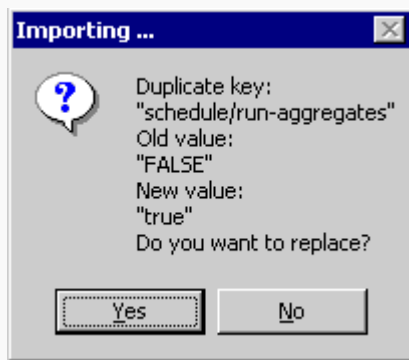 Importing ...
Duplicate key:
"schedule/run-aggregates"
Old value:
"FALSE"
New value:
"true"
Do you want to replace?
Yes
No